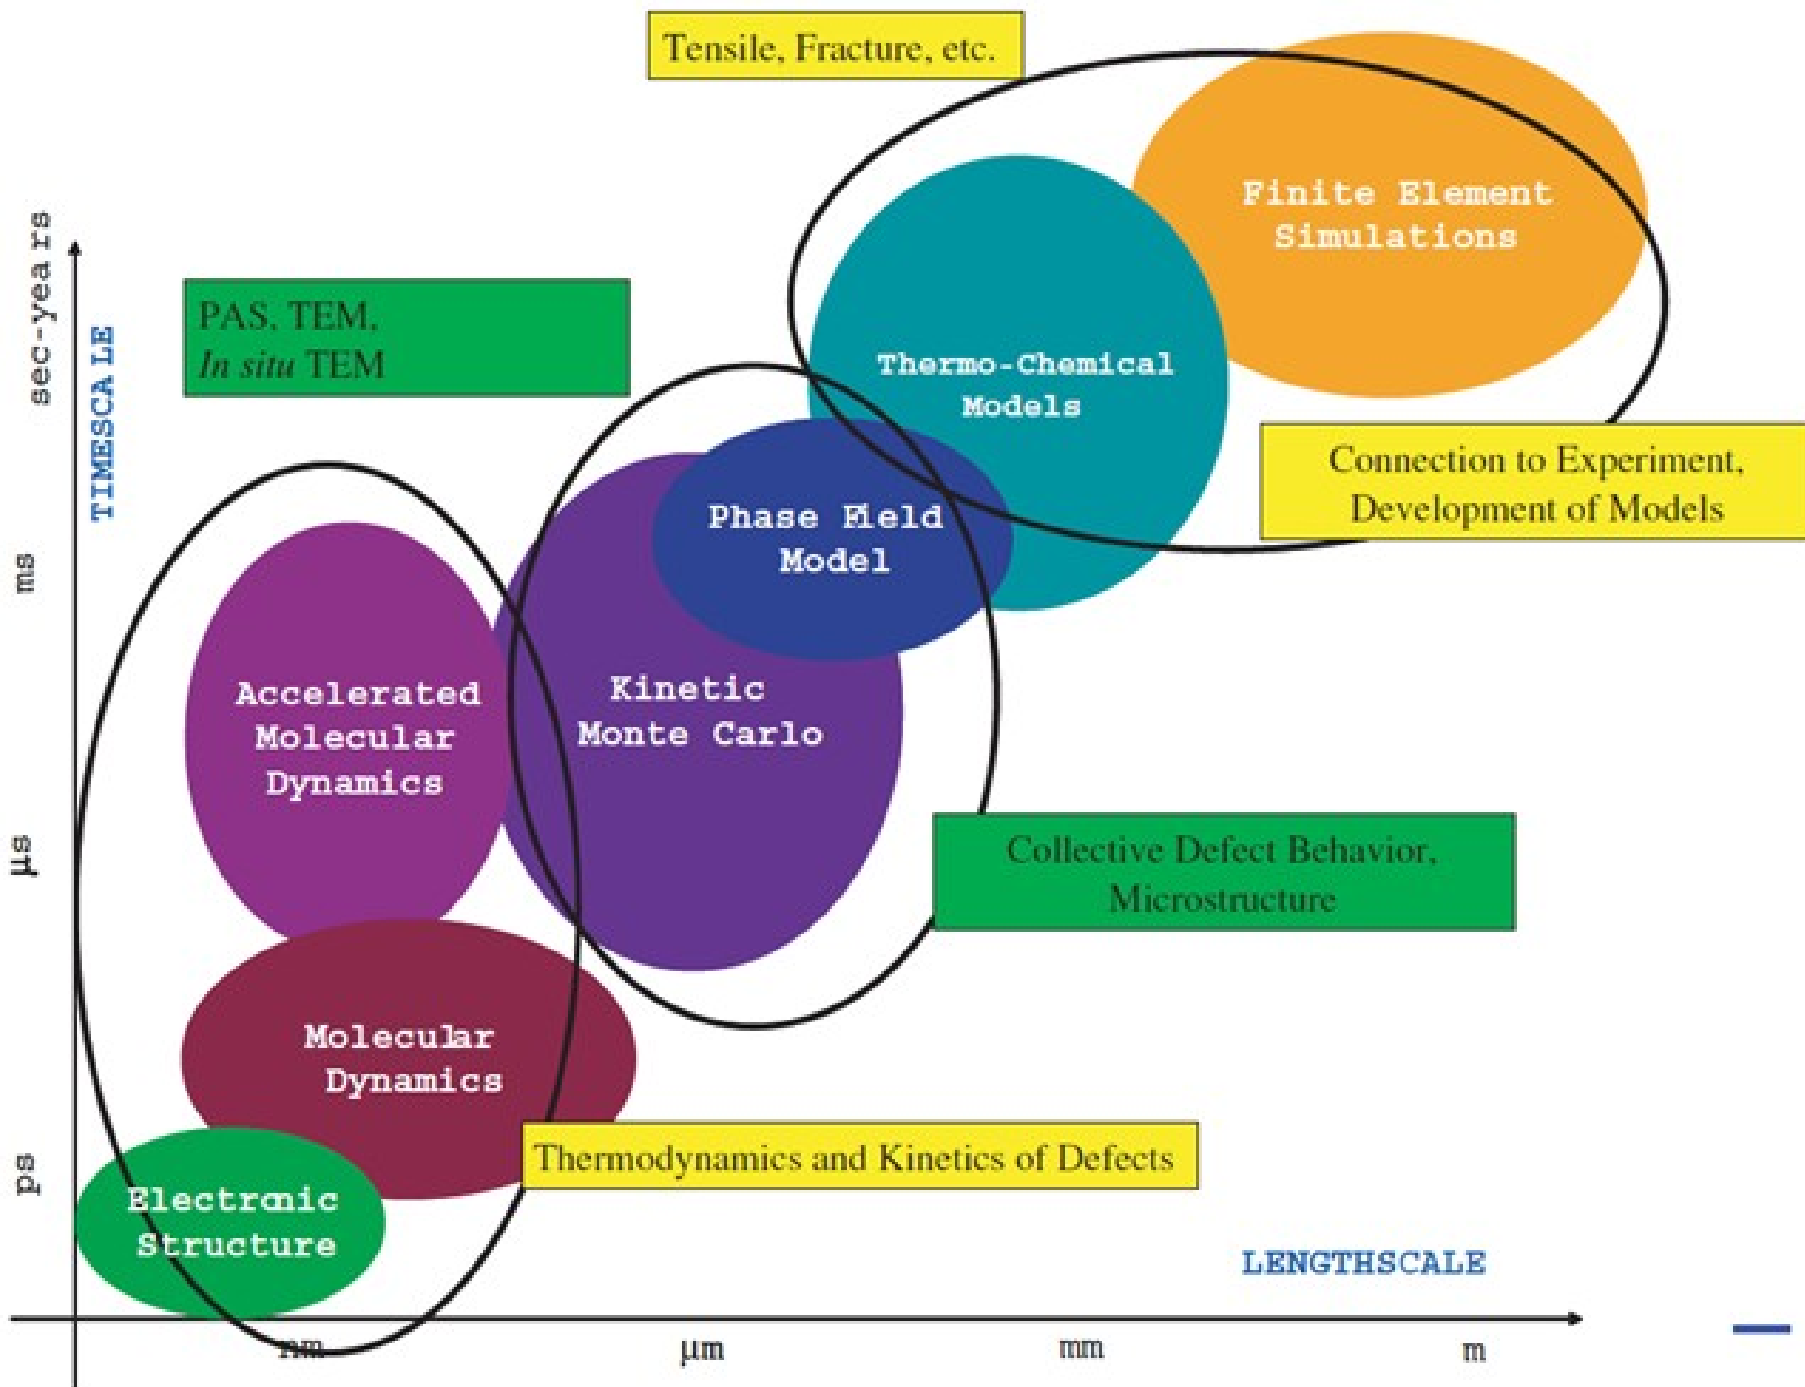 Tensile, Fracture, etc.
Finite Element
Simulations
sec-years
TIMESCALE
PAS, TEM,
In situ TEM
Thermo-Chemical
Models
Connection to Experiment,
Development of Models
Phase Field
Model
ms
Accelerated
Molecular
Dynamics
Kinetic
Monte Carlo
µs
Collective Defect Behavior,
Microstructure
Molecular
Dynamics
Thermodynamics and Kinetics of Defects
ps
Electronic
Structure
LENGTHSCALE
nm
µm
mm
m